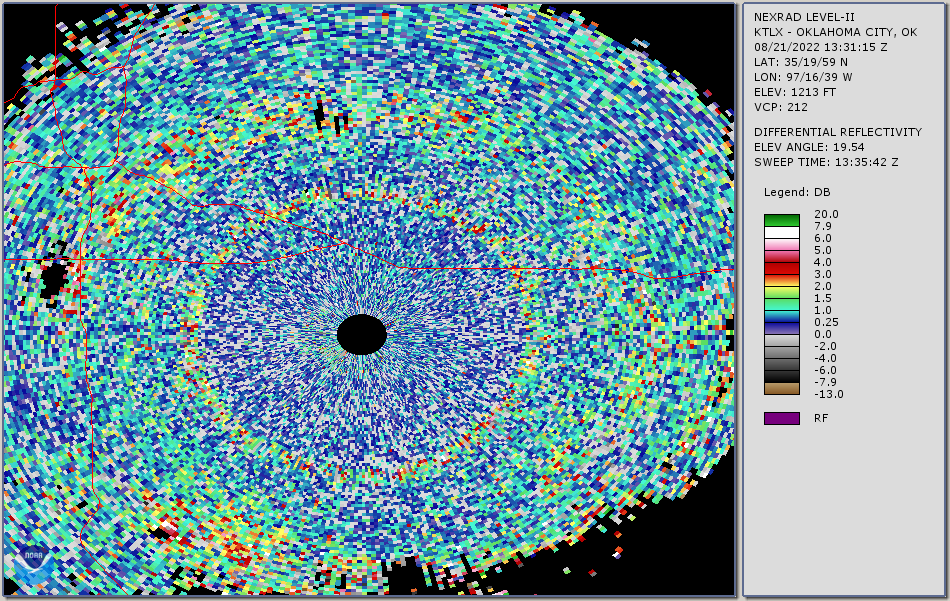 NEXRAD LEVEL-II
KTLX - OKLAHOMA CITY, OK
08/21/2022 13:31:15 Z
LAT: 35/19/59 N
LON: 97/16/39 W
ELEV: 1213 FT
VCP: 212
DIFFERENTIAL REFLECTIVITY
ELEV ANGLE: 19.54
SWEEP TIME: 13:35:42 Z
Legend: DB
20.0
7.9
6.0
5.0
4.0
3.0
2.0
1.5
1.0
0.25
0.0
-2.0
-4.0
-6.0
-7.9
-13.0
RF
NOAA